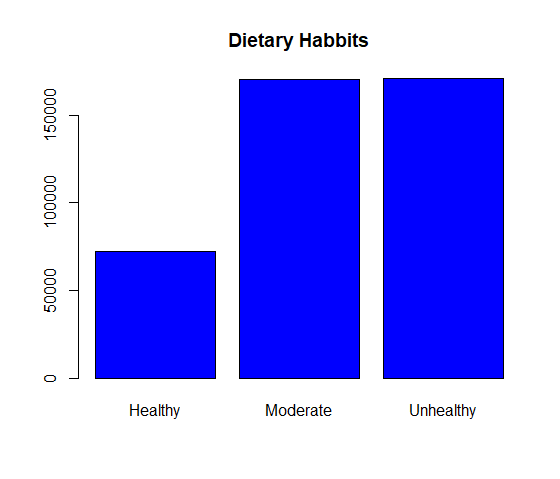 Dietary Habbits
150000
100000
50000
0
Healthy Moderate Unhealthy